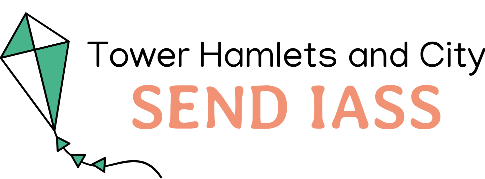 Tower Hamlets and City
SEND IASS